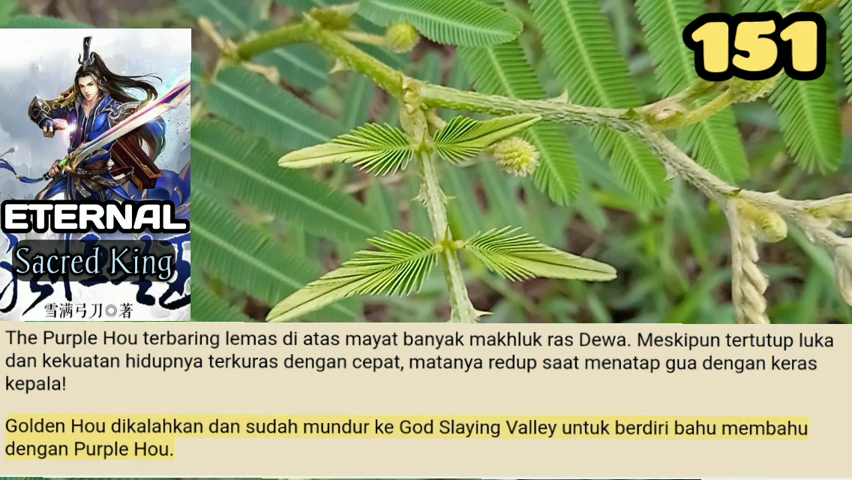 151
ETERNAL
Sacred King
雪满弓刀◎著
The Purple Hou terbaring lemas di atas mayat banyak makhluk ras Dewa. Meskipun tertutup luka
dan kekuatan hidupnya terkuras dengan cepat, matanya redup saat menatap gua dengan keras
kepala!
Golden Hou dikalahkan dan sudah mundur ke God Slaying Valley untuk berdiri bahu membahu
dengan Purple Hou.